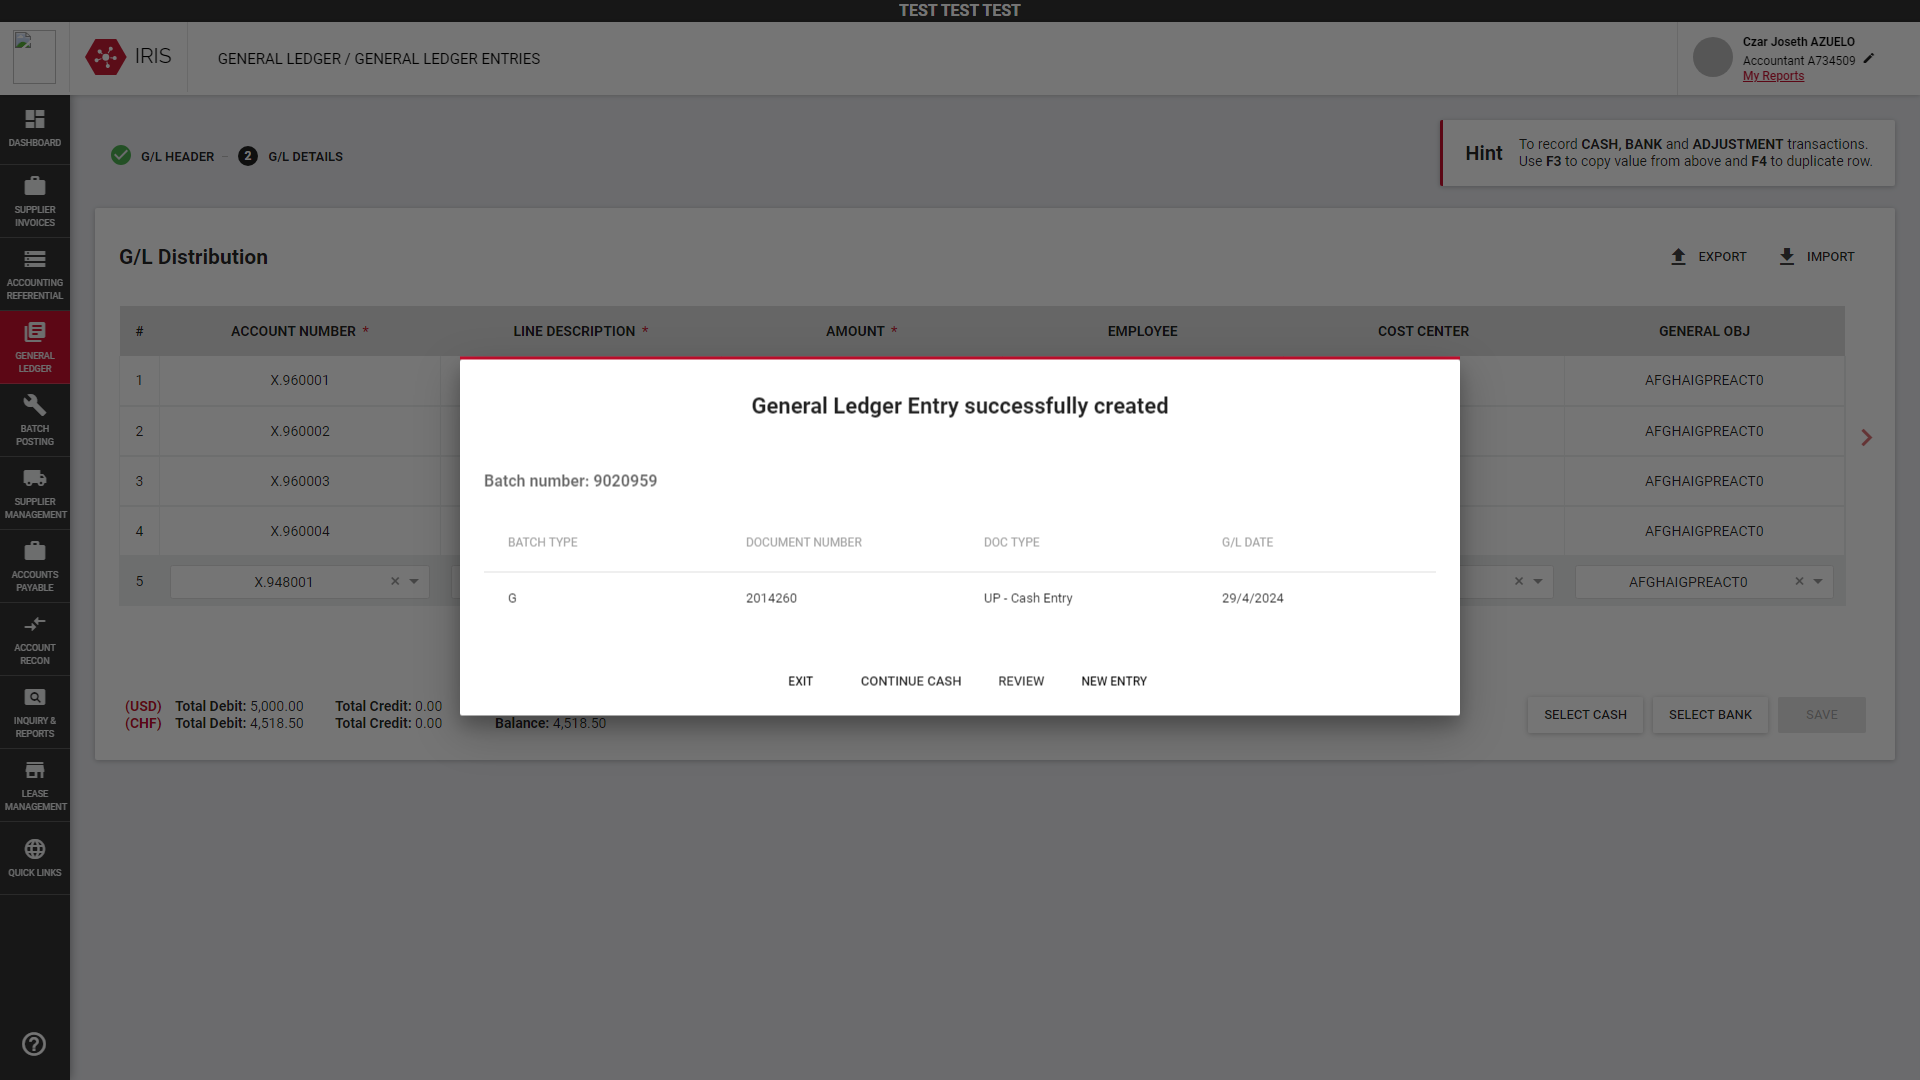 TEST TEST TEST
IRIS
GENERAL LEDGER / GENERAL LEDGER ENTRIES
Czar Joseth AZUELO
Accountant A734509
My Reports
DASHBOARD
SUPPLIER
INVOICES
ACCOUNTING
REFERENTIAL
GENERAL
LEDGER
BATCH
POSTING
SUPPLIER
MANAGEMENT
ACCOUNTS
PAYABLE
ACCOUNT
RECON
INQUIRY &
REPORTS
LEASE
MANAGEMENT
QUICK LINKS
G/L HEADER
2 G/L DETAILS
Hint
To record CASH, BANK and ADJUSTMENT transactions.
Use F3 to copy value from above and F4 to duplicate row.
G/L Distribution
EXPORT IMPORT
# ACCOUNT NUMBER * LINE DESCRIPTION * AMOUNT * EMPLOYEE COST CENTER GENERAL OBJ
1 X.960001 AFGHAIGPREACT0
2 X.960002 AFGHAIGPREACT0
3 X.960003 AFGHAIGPREACT0
4 X.960004 AFGHAIGPREACT0
5 X.948001 AFGHAIGPREACT0
General Ledger Entry successfully created
Batch number: 9020959
BATCH TYPE DOCUMENT NUMBER DOC TYPE G/L DATE
G 2014260 UP - Cash Entry 29/4/2024
EXIT CONTINUE CASH REVIEW NEW ENTRY
(USD) Total Debit: 5,000.00 Total Credit: 0.00
(CHF) Total Debit: 4,518.50 Total Credit: 0.00 Balance: 4,518.50
SELECT CASH SELECT BANK SAVE